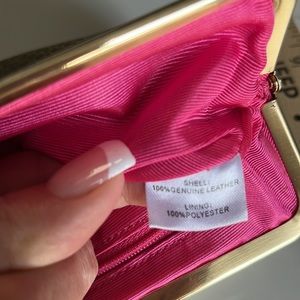 SHELL:
100%GENUINE LEATHER
LINING:
100%POLYESTER